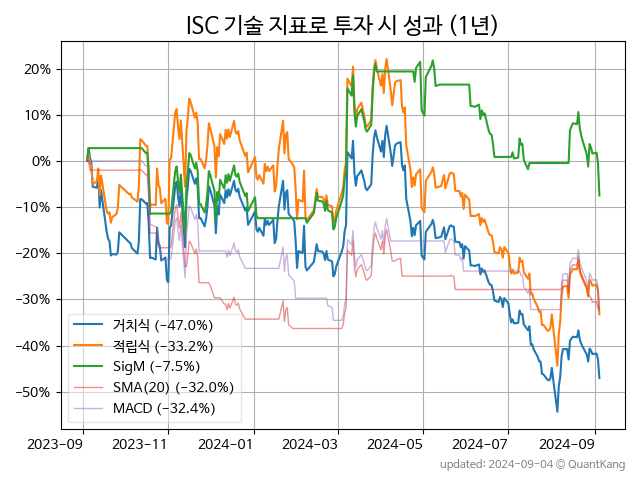 ISC 기술 지표로 투자 시 성과 (1년)
20%
10%
0%
−10%
−20%
−30%
−40%
−50%
거치식 (−47.0%)
적립식 (−33.2%)
SigM (−7.5%)
SMA(20) (−32.0%)
MACD (−32.4%)
2023-09
2023-11
2024-01
2024-03
2024-05
2024-07
2024-09
updated: 2024-09-04 @ QuantKang